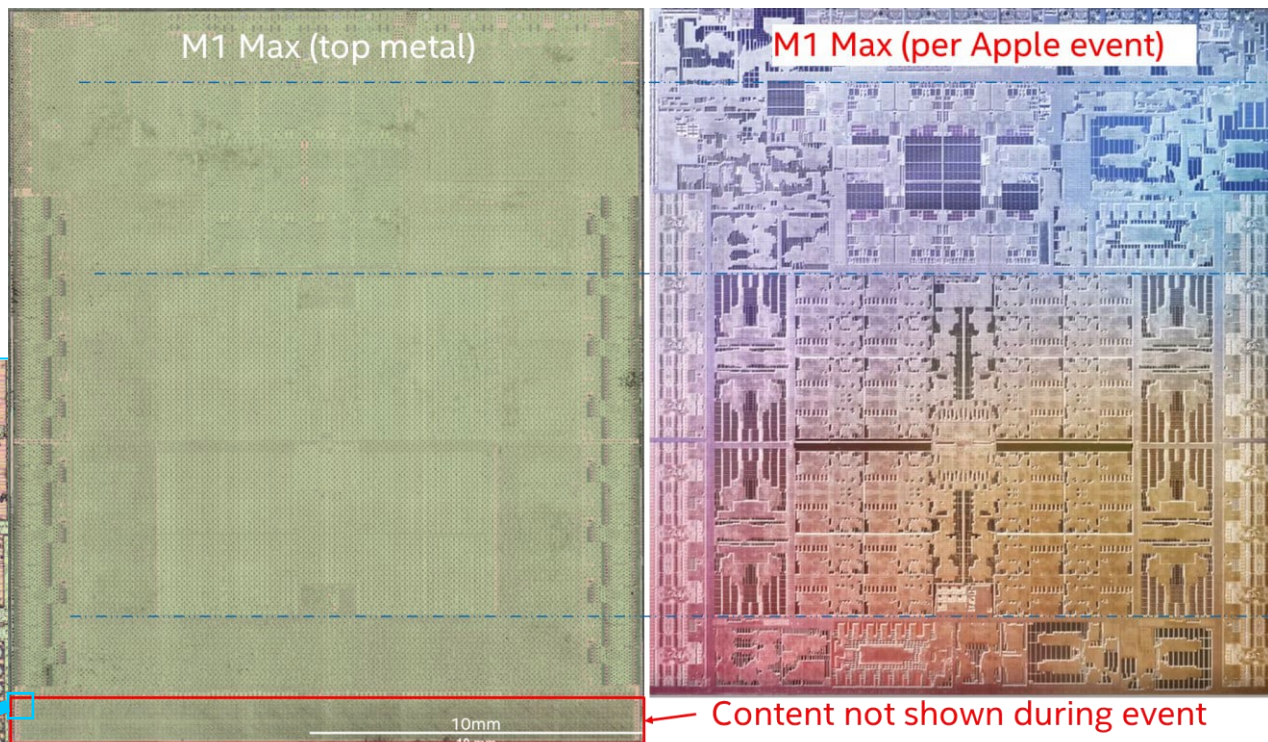 M1 Max (top metal)
M1 Max (per Apple event)
10mm
Content not shown during event